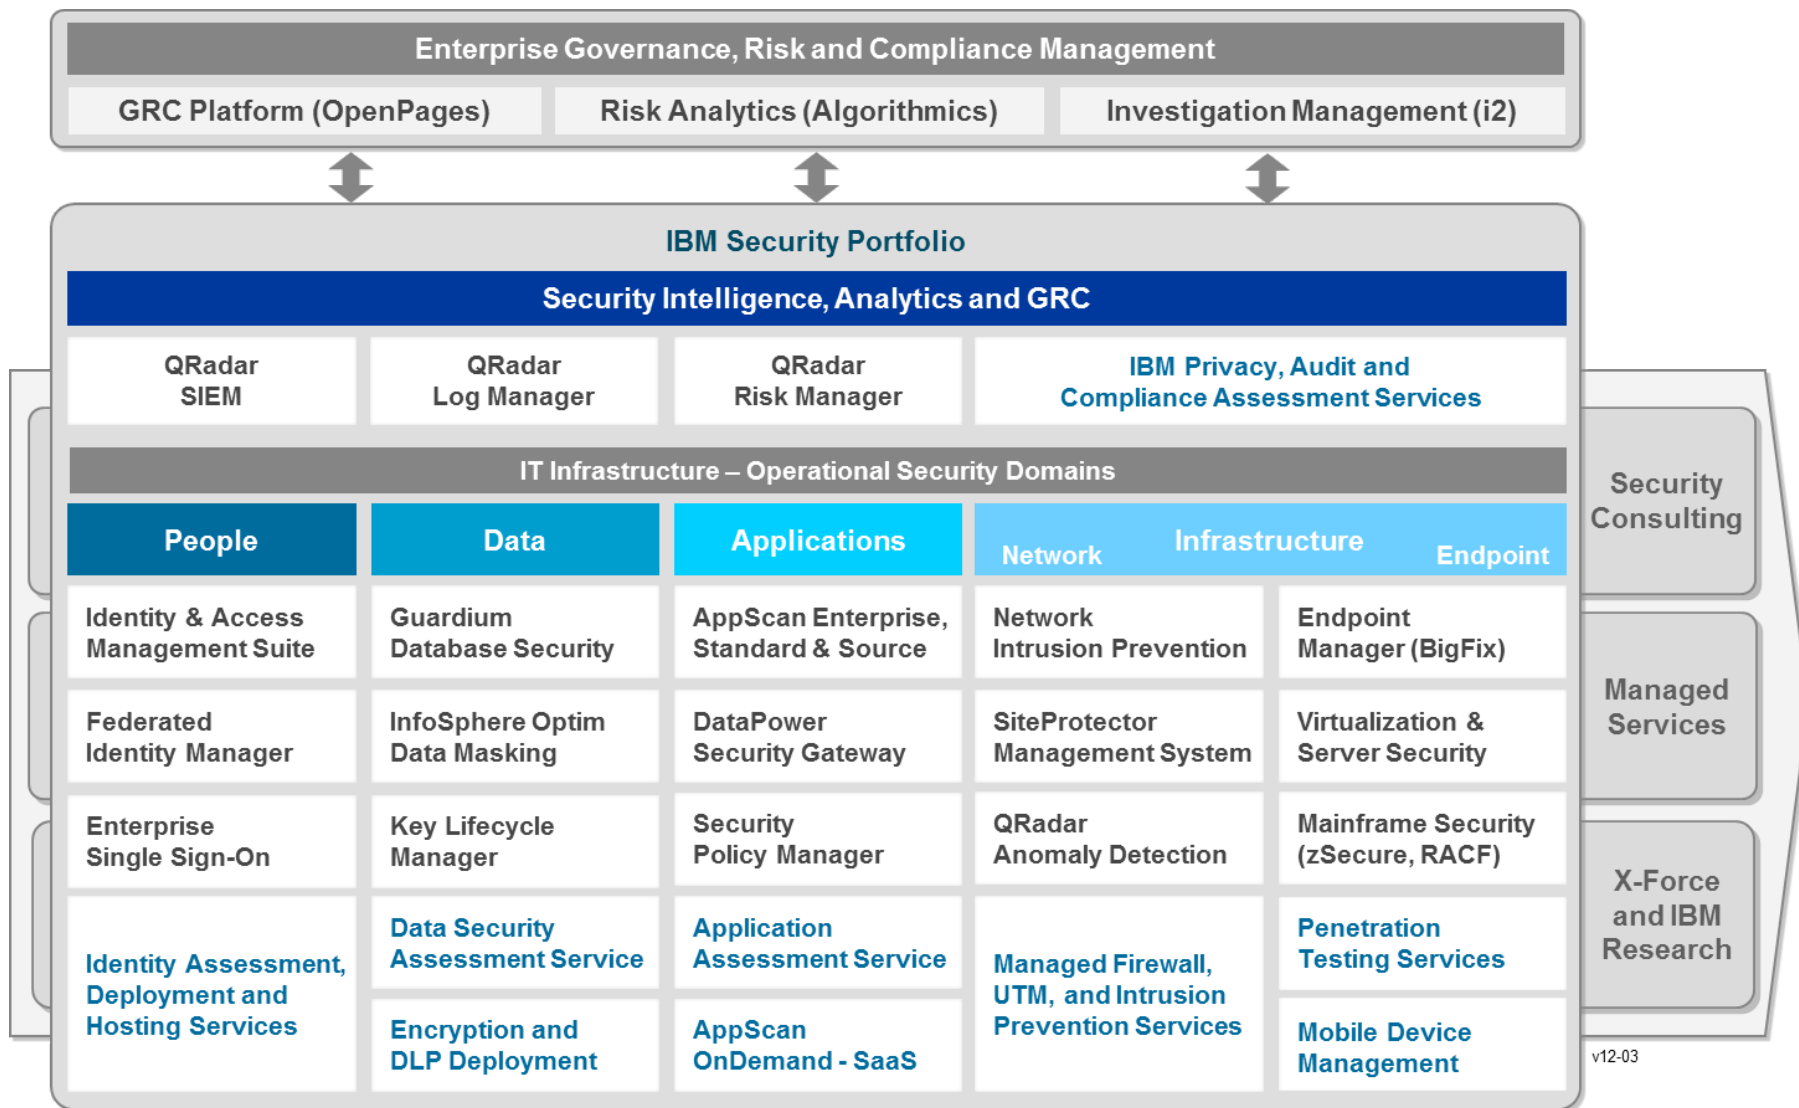 Enterprise Governance, Risk and Compliance Management
GRC Platform (OpenPages)
Risk Analytics (Algorithmics)
Investigation Management (i2)
IBM Security Portfolio
Security Intelligence, Analytics and GRC
QRadar
SIEM
QRadar
Log Manager
QRadar
Risk Manager
IBM Privacy, Audit and
Compliance Assessment Services
IT Infrastructure – Operational Security Domains
People
Data
Applications
Infrastructure
Network
Endpoint
Identity & Access
Management Suite
Guardium
Database Security
AppScan Enterprise,
Standard & Source
Network
Intrusion Prevention
Endpoint
Manager (BigFix)
Federated
Identity Manager
InfoSphere Optim
Data Masking
DataPower
Security Gateway
SiteProtector
Management System
Virtualization &
Server Security
Enterprise
Single Sign-On
Key Lifecycle
Manager
Security
Policy Manager
QRadar
Anomaly Detection
Mainframe Security
(zSecure, RACF)
Identity Assessment,
Deployment and
Hosting Services
Data Security
Assessment Service
Application
Assessment Service
Managed Firewall,
UTM, and Intrusion
Prevention Services
Penetration
Testing Services
Encryption and
DLP Deployment
AppScan
OnDemand - SaaS
Mobile Device
Management
Security
Consulting
Managed
Services
X-Force
and IBM
Research
v12-03